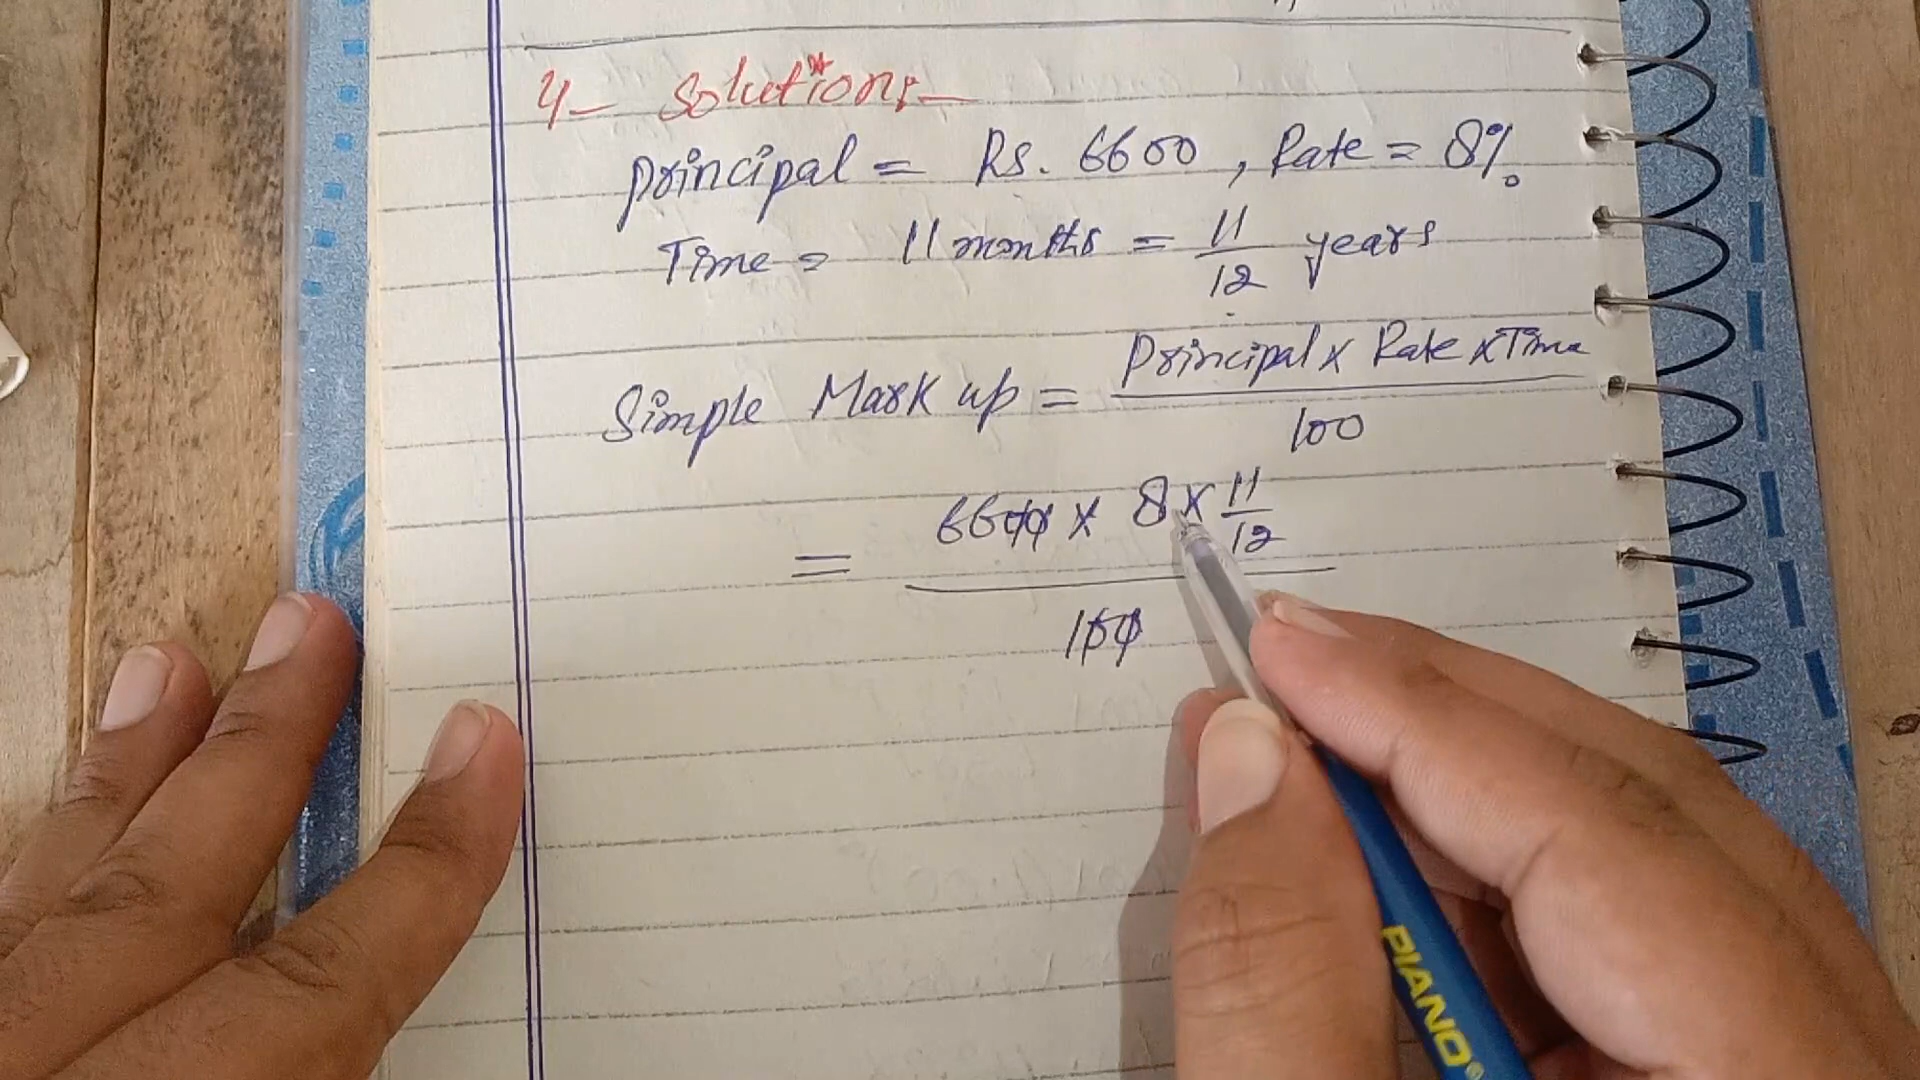 4- Solution:-
Principal = Rs. 6600, Rate = 8%
Time = 11 months = 11/12 years
Simple Mark up = Principal x Rate x Time / 100
= 6600 x 8 x 11/12 / 100
PIANO